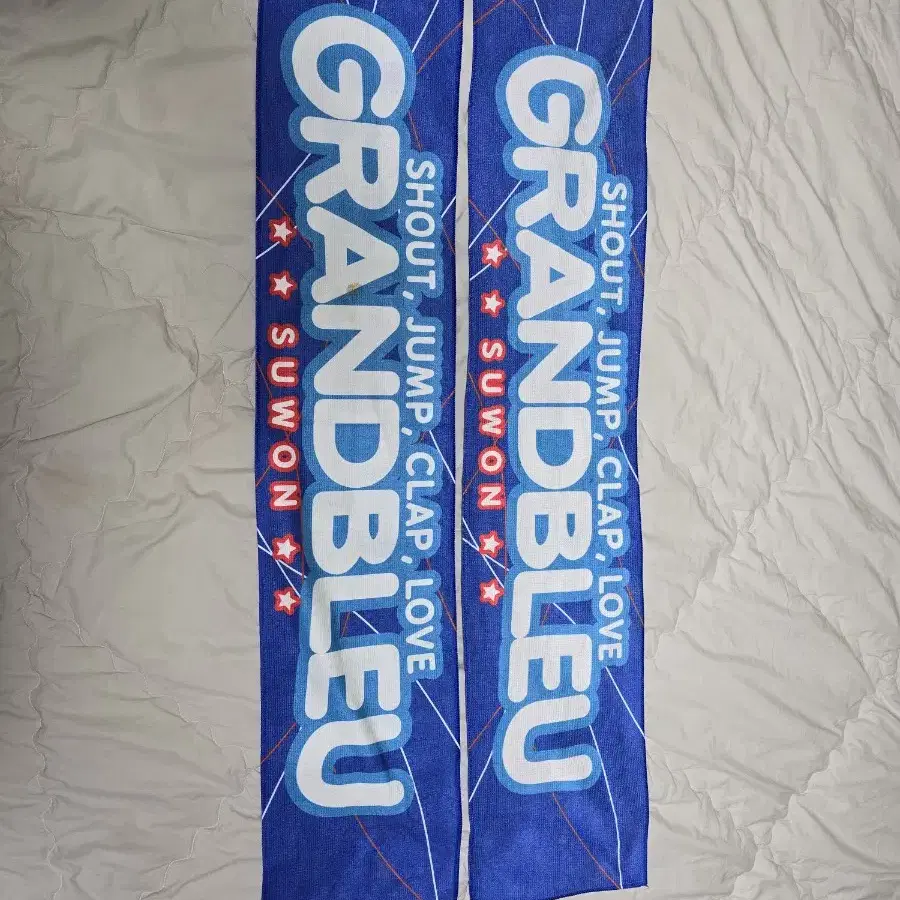 SHOUT, JUMP, CLAP, LOVE
GRANDBLEU
SUWON
SHOUT, JUMP, CLAP, LOVE
GRANDBLEU
SUWON